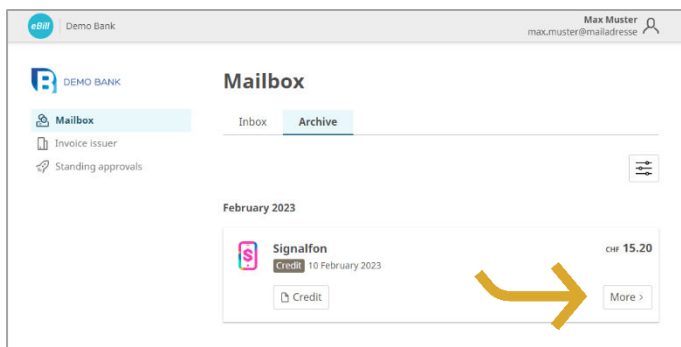 eBill Demo Bank
Max Muster
max.muster@mailadresse
B DEMO BANK
Mailbox
Invoice issuer
Standing approvals
Mailbox
Inbox Archive
February 2023
$ Signalfon
CHF 15.20
Credit 10 February 2023
Credit
More >